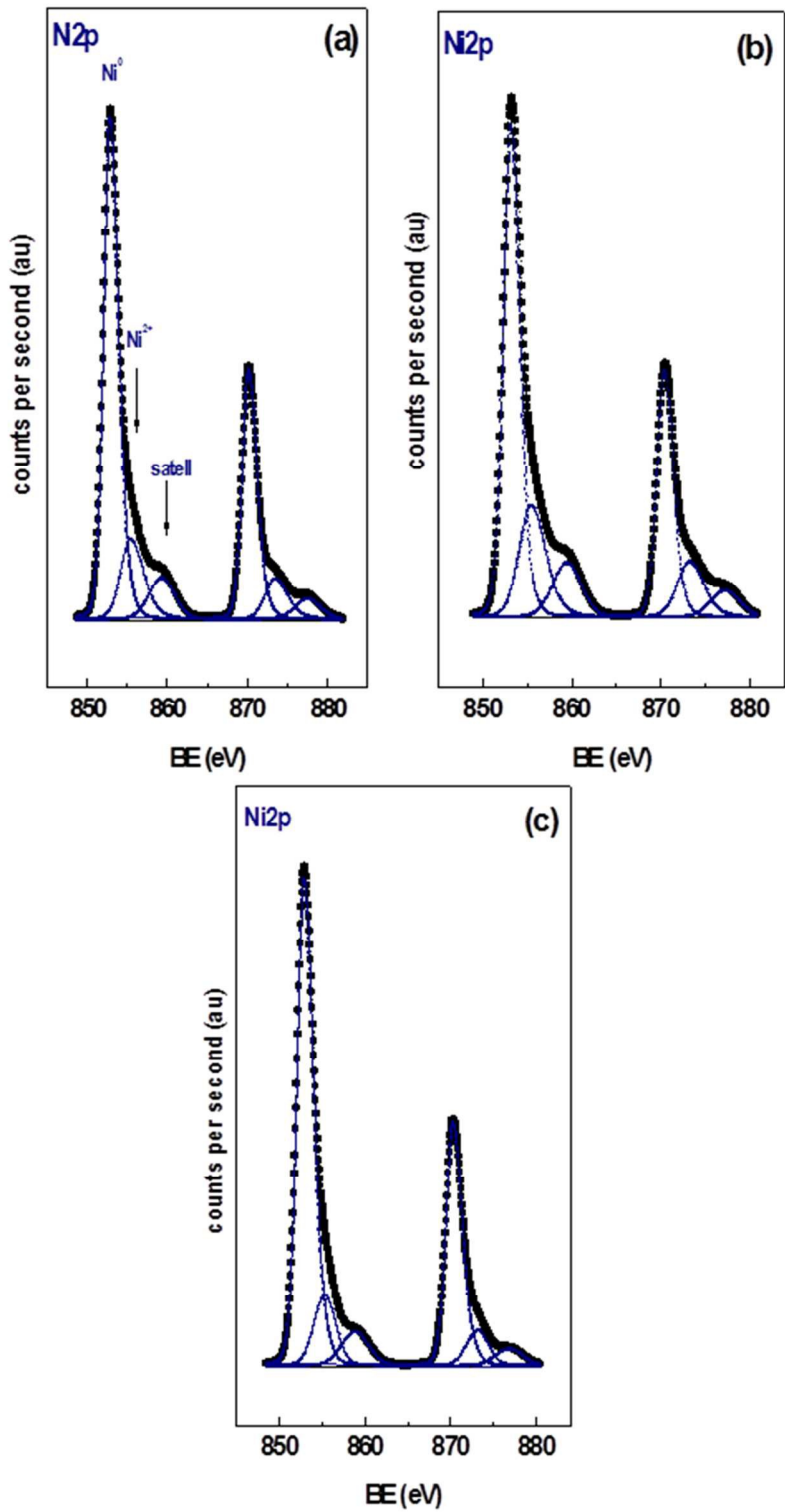 N2p
(a)
Ni⁰
Ni²⁺
satell
counts per second (au)
850 860 870 880
BE (eV)
Ni2p
(b)
counts per second (au)
850 860 870 880
BE (eV)
Ni2p
(c)
counts per second (au)
850 860 870 880
BE (eV)